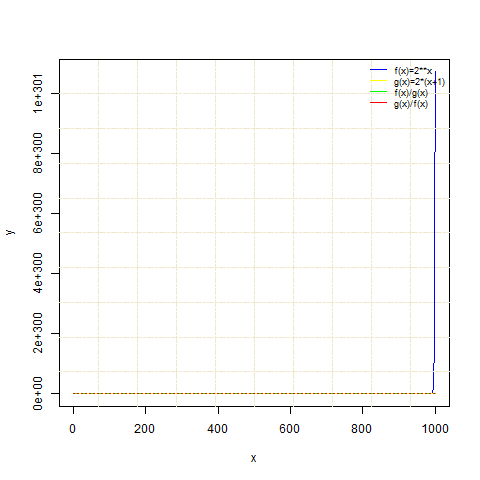 f(x)=2**x
g(x)=2*(x+1)
f(x)/g(x)
g(x)/f(x)
1e+301
8e+300
6e+300
4e+300
2e+300
0e+00
y
0 200 400 600 800 1000
x